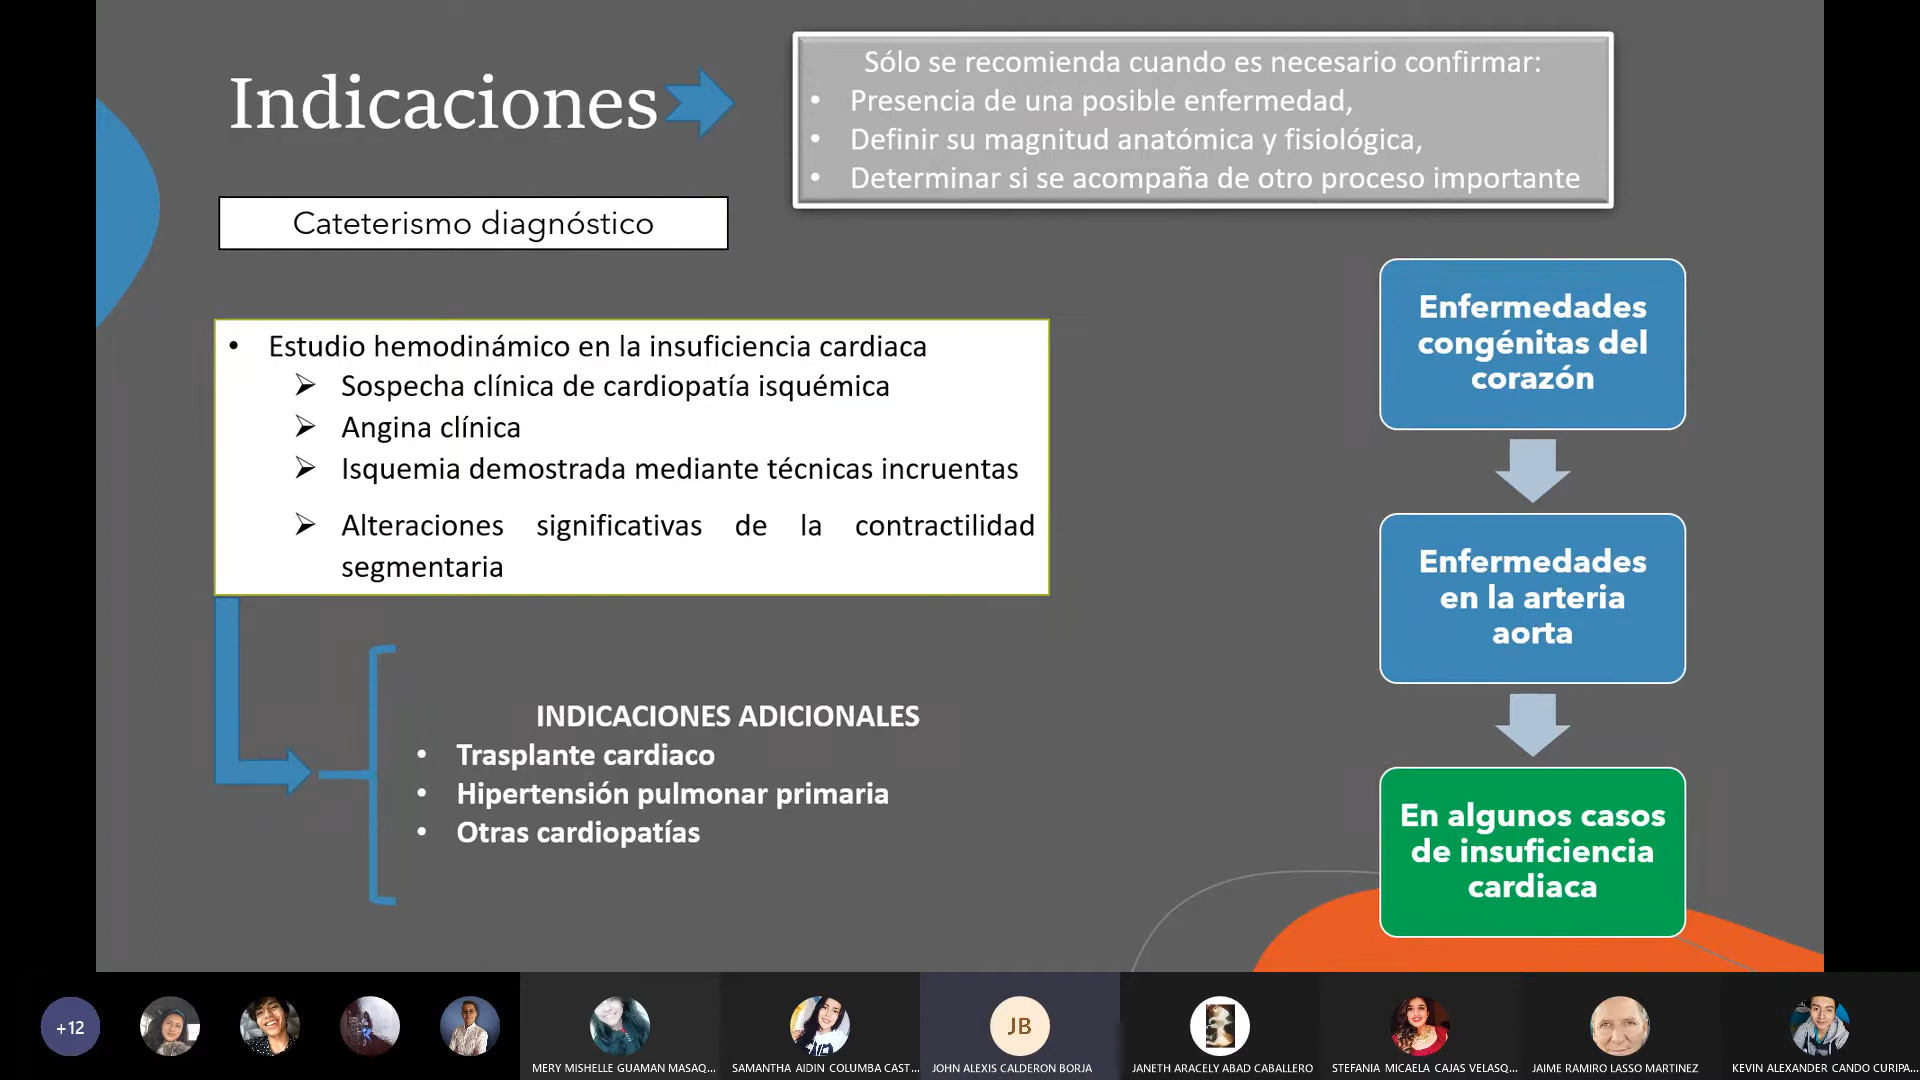 Indicaciones
Sólo se recomienda cuando es necesario confirmar:
• Presencia de una posible enfermedad,
• Definir su magnitud anatómica y fisiológica,
• Determinar si se acompaña de otro proceso importante
Cateterismo diagnóstico
• Estudio hemodinámico en la insuficiencia cardiaca
➢ Sospecha clínica de cardiopatía isquémica
➢ Angina clínica
➢ Isquemia demostrada mediante técnicas incruentas
➢ Alteraciones significativas de la contractilidad
segmentaria
INDICACIONES ADICIONALES
• Trasplante cardiaco
• Hipertensión pulmonar primaria
• Otras cardiopatías
Enfermedades
congénitas del
corazón
Enfermedades
en la arteria
aorta
En algunos casos
de insuficiencia
cardiaca
+12
JB
MERY MISHELLE GUAMAN MASAQ...
SAMANTHA AIDIN COLUMBA CAST...
JOHN ALEXIS CALDERON BORJA
JANETH ARACELY ABAD CABALLERO
STEFANIA MICAELA CAJAS VELASQ...
JAIME RAMIRO LASSO MARTINEZ
KEVIN ALEXANDER CANDO CURIPA...